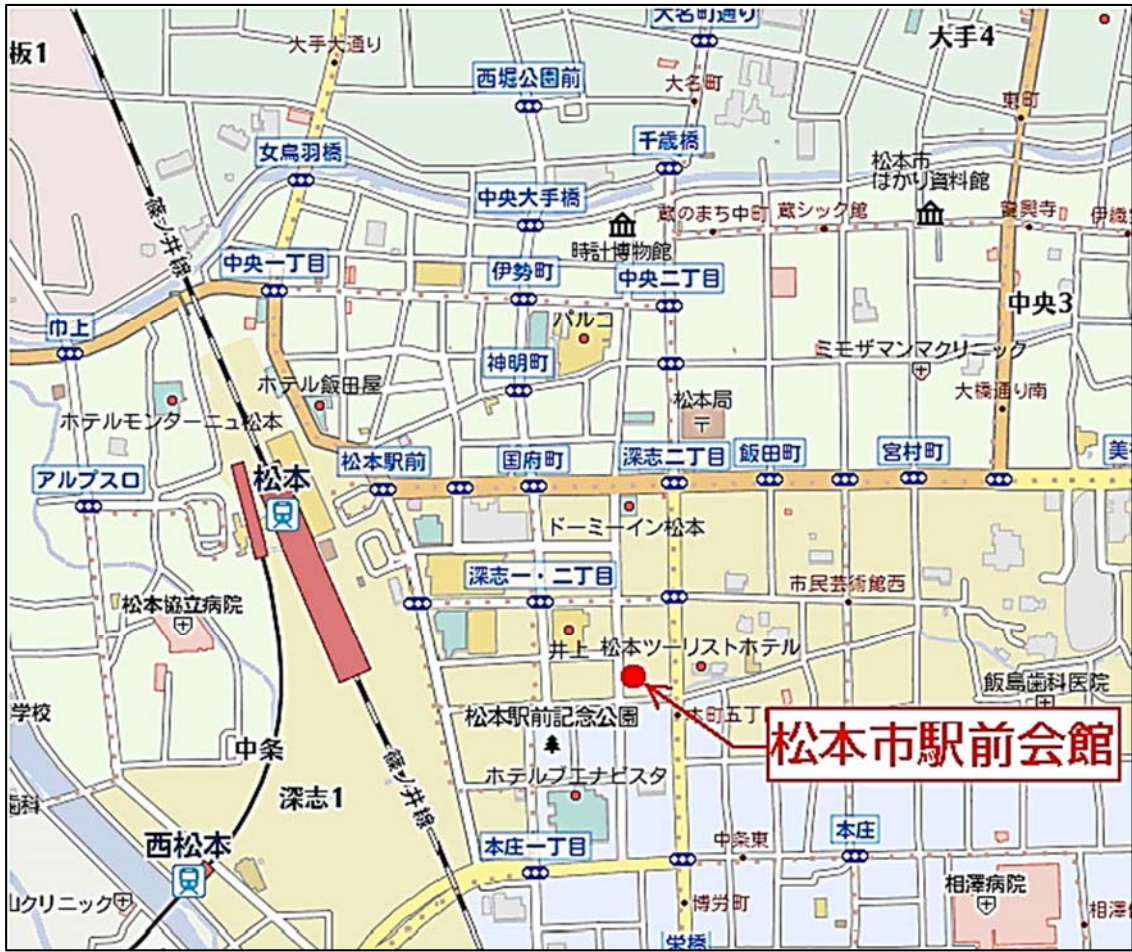 大名町通り
板1
大手大通り
大手4
西堀公園前
大名町
東町
女鳥羽橋
千歳橋
松本市
はかり資料館
中央大手橋
蔵のまち中町
蔵シック館
時計博物館
篠ノ井線
中央一丁目
伊勢町
中央二丁目
中央3
巾上
パルコ
神明町
ミモザマンマクリニック
ホテル飯田屋
大橋通り南
ホテルモンターニュ松本
松本局
松本駅前
国府町
深志二丁目
飯田町
宮村町
アルプス口
松本
ドーミーイン松本
深志一・二丁目
市民芸術館西
松本協立病院
井上
松本ツーリストホテル
飯島歯科医院
学校
松本駅前記念公園
松本市駅前会館
中条
ホテルブエナビスタ
深志1
篠ノ井線
歯科
西松本
本庄一丁目
中条東
本庄
山クリニック
博労町
相澤病院
栄橋